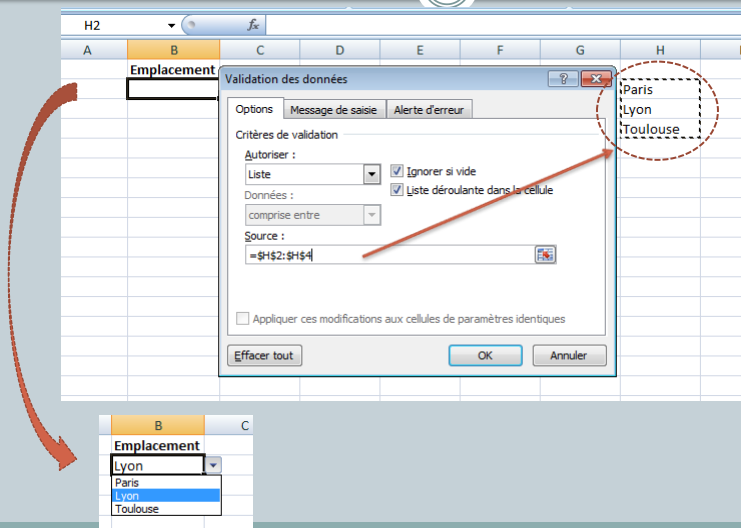 H2 fx
A B C D E F G H
Emplacement
Validation des données
Options Message de saisie Alerte d'erreur
Critères de validation
Autoriser :
Liste
Ignorer si vide
Liste déroulante dans la cellule
Données :
comprise entre
Source :
=$H$2:$H$4
Appliquer ces modifications aux cellules de paramètres identiques
Effacer tout OK Annuler
Paris
Lyon
Toulouse
B C
Emplacement
Lyon
Paris
Lyon
Toulouse